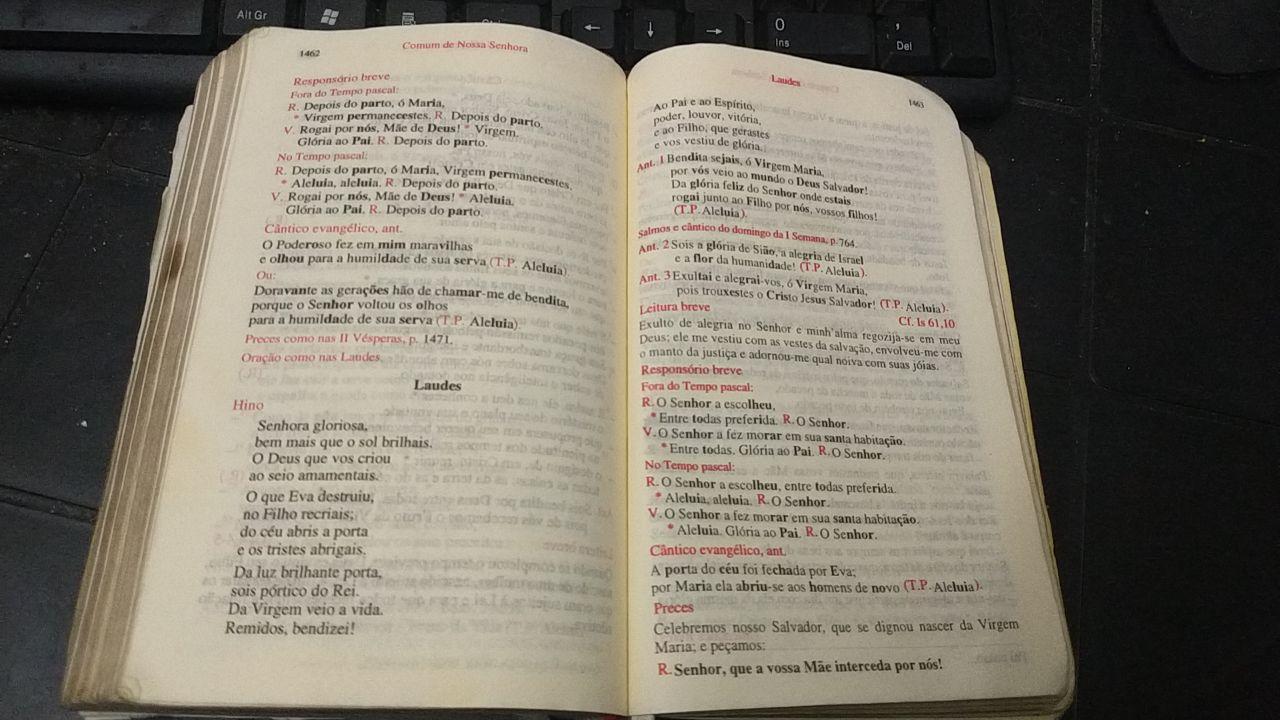 Alt Gr
Ctrl
0
Ins
,
Del
1462
Comum de Nossa Senhora
Responsório breve
Fora do Tempo pascal:
R. Depois do parto, ó Maria,
* Virgem permanecestes. R. Depois do parto.
V. Rogai por nós, Mãe de Deus! * Virgem.
Glória ao Pai. R. Depois do parto.
No Tempo pascal:
R. Depois do parto, ó Maria, Virgem permanecestes.
* Aleluia, aleluia. R. Depois do parto.
V. Rogai por nós, Mãe de Deus! * Aleluia.
Glória ao Pai. R. Depois do parto.
Cântico evangélico, ant.
O Poderoso fez em mim maravilhas
e olhou para a humildade de sua serva (T.P. Aleluia)
Ou:
Doravante as gerações hão de chamar-me de bendita,
porque o Senhor voltou os olhos
para a humildade de sua serva (T.P. Aleluia).
Preces como nas II Vésperas, p. 1471.
Oração como nas Laudes.
Laudes
Hino
Senhora gloriosa,
bem mais que o sol brilhais.
O Deus que vos criou
ao seio amamentais.
O que Eva destruiu,
no Filho recriais;
do céu abris a porta
e os tristes abrigais.
Da luz brilhante porta,
sois pórtico do Rei.
Da Virgem veio a vida.
Remidos, bendizei!
Laudes
1463
Ao Pai e ao Espírito,
poder, louvor, vitória,
e ao Filho, que gerastes
e vos vestiu de glória.
Ant. 1 Bendita sejais, ó Virgem Maria,
por vós veio ao mundo o Deus Salvador!
Da glória feliz do Senhor onde estais
rogai junto ao Filho por nós, vossos filhos!
(T.P. Aleluia).
Salmos e cântico do domingo da I Semana, p. 764.
Ant. 2 Sois a glória de Sião, a alegria de Israel
e a flor da humanidade! (T.P. Aleluia).
Ant. 3 Exultai e alegrai-vos, ó Virgem Maria,
pois trouxestes o Cristo Jesus Salvador! (T.P. Aleluia).
Leitura breve Cf. Is 61,10
Exulto de alegria no Senhor e minh'alma regozija-se em meu
Deus; ele me vestiu com as vestes da salvação, envolveu-me com
o manto da justiça e adornou-me qual noiva com suas jóias.
Responsório breve
Fora do Tempo pascal:
R. O Senhor a escolheu,
* Entre todas preferida. R. O Senhor.
V. O Senhor a fez morar em sua santa habitação.
* Entre todas. Glória ao Pai. R. O Senhor.
No Tempo pascal:
R. O Senhor a escolheu, entre todas preferida.
* Aleluia, aleluia. R. O Senhor.
V. O Senhor a fez morar em sua santa habitação.
* Aleluia. Glória ao Pai. R. O Senhor.
Cântico evangélico, ant.
A porta do céu foi fechada por Eva;
por Maria ela abriu-se aos homens de novo (T.P. Aleluia).
Preces
Celebremos nosso Salvador, que se dignou nascer da Virgem
Maria; e peçamos:
R. Senhor, que a vossa Mãe interceda por nós!